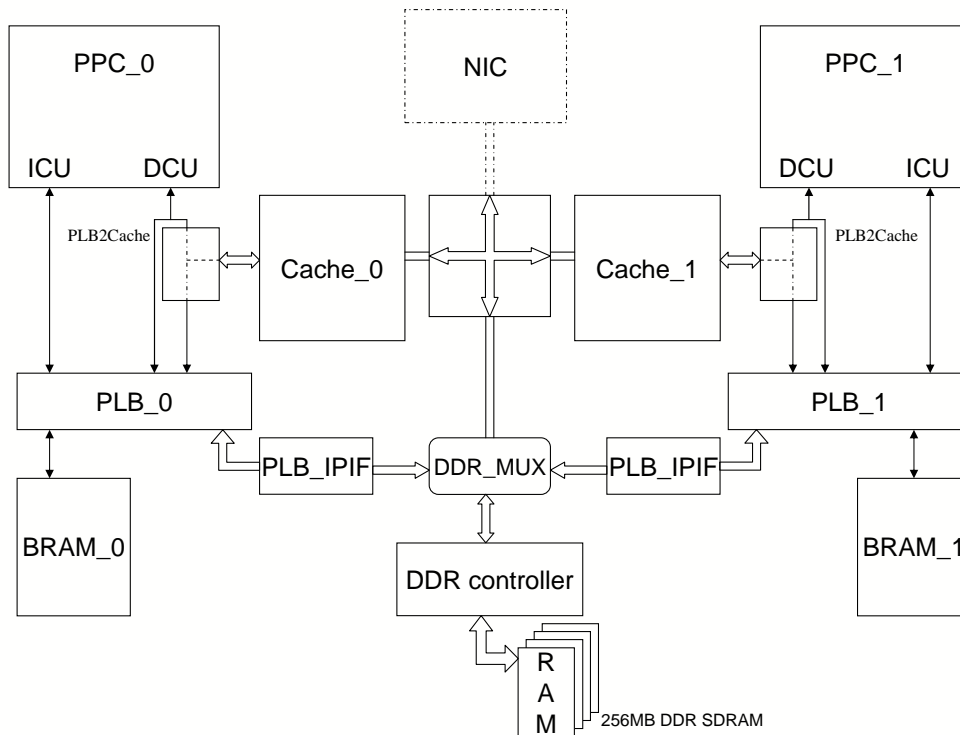 PPC_0
NIC
PPC_1
ICU DCU
DCU ICU
PLB2Cache
PLB2Cache
Cache_0
Cache_1
PLB_0
PLB_1
PLB_IPIF
DDR_MUX
PLB_IPIF
BRAM_0
BRAM_1
DDR controller
R
A
M
256MB DDR SDRAM